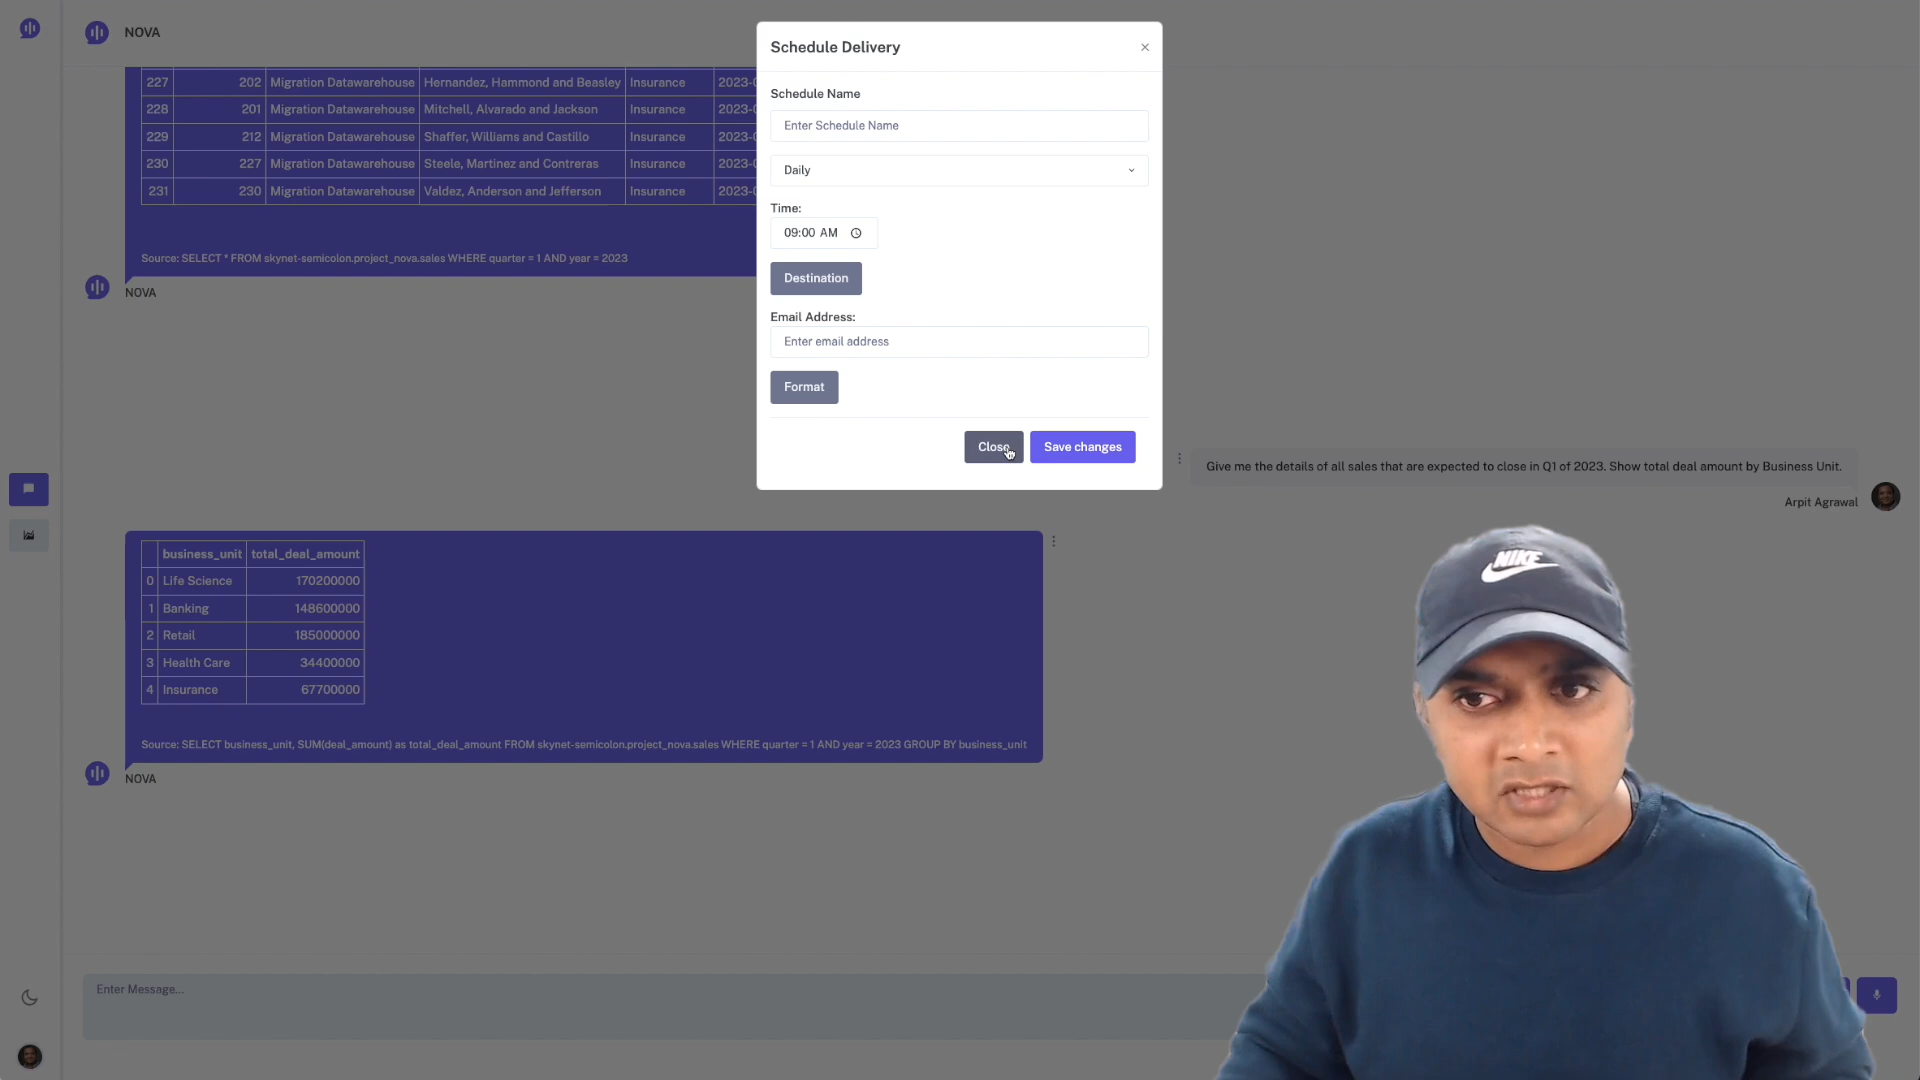 NOVA
Schedule Delivery
×
Schedule Name
Enter Schedule Name
Daily
Time:
09:00 AM
Destination
Email Address:
Enter email address
Format
Close
Save changes
227 202 Migration Datawarehouse Hernandez, Hammond and Beasley Insurance
228 201 Migration Datawarehouse Mitchell, Alvarado and Jackson Insurance 2023-0
229 212 Migration Datawarehouse Shaffer, Williams and Castillo Insurance 2023-0
230 227 Migration Datawarehouse Steele, Martinez and Contreras Insurance 2023-0
231 230 Migration Datawarehouse Valdez, Anderson and Jefferson Insurance 2023-0
Source: SELECT * FROM skynet-semicolon.project_nova.sales WHERE quarter = 1 AND year = 2023
NOVA
Give me the details of all sales that are expected to close in Q1 of 2023. Show total deal amount by Business Unit.
Arpit Agrawal
business_unit total_deal_amount
0 Life Science 170200000
1 Banking 148600000
2 Retail 185000000
3 Health Care 34400000
4 Insurance 67700000
Source: SELECT business_unit, SUM(deal_amount) as total_deal_amount FROM skynet-semicolon.project_nova.sales WHERE quarter = 1 AND year = 2023 GROUP BY business_unit
NOVA
NIKE
Enter Message...